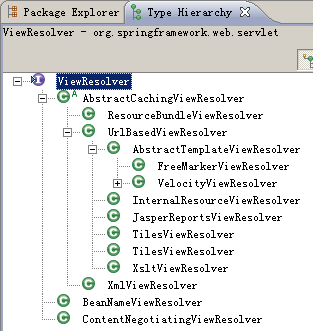 Package Explorer Type Hierarchy
ViewResolver - org.springframework.web.servlet
ViewResolver
AbstractCachingViewResolver
ResourceBundleViewResolver
UrlBasedViewResolver
AbstractTemplateViewResolver
FreeMarkerViewResolver
VelocityViewResolver
InternalResourceViewResolver
JasperReportsViewResolver
TilesViewResolver
TilesViewResolver
XsltViewResolver
XmlViewResolver
BeanNameViewResolver
ContentNegotiatingViewResolver